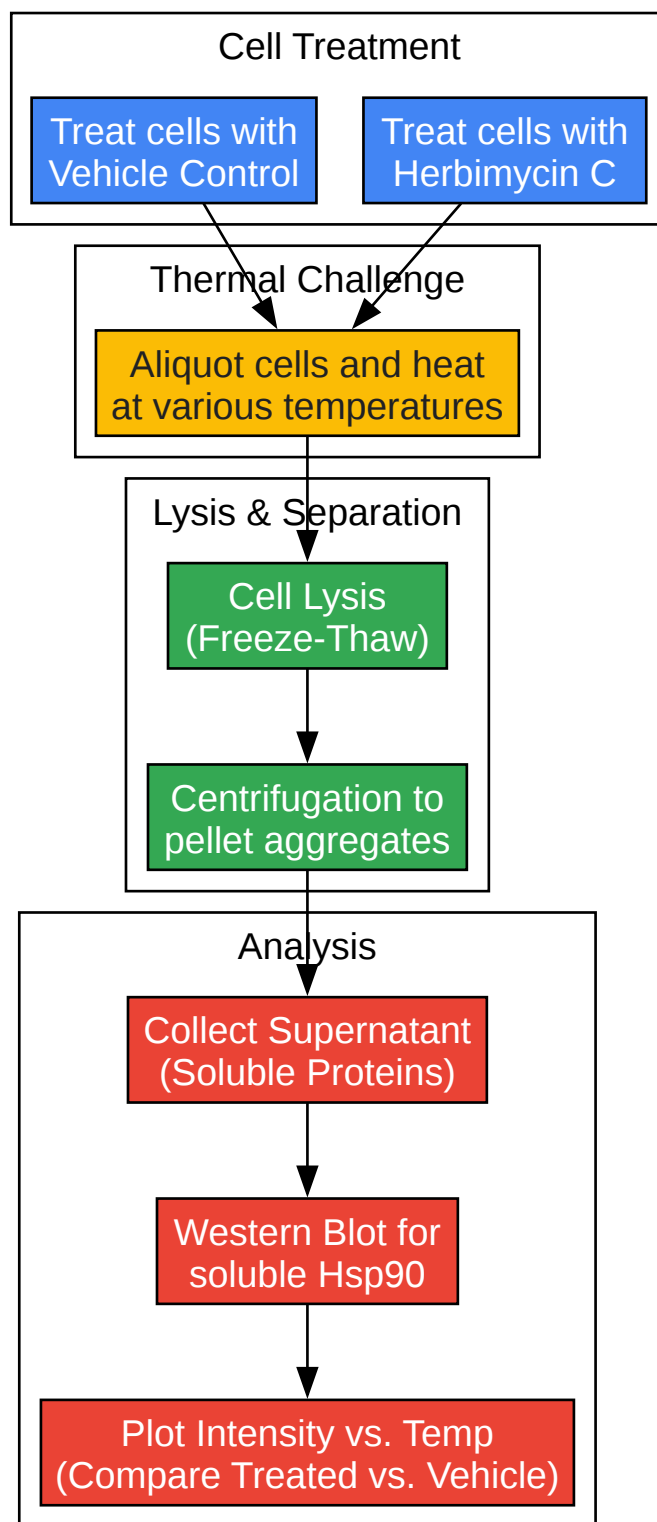 Cell Treatment
Treat cells with
Vehicle Control
Treat cells with
Herbimycin C
Thermal Challenge
Aliquot cells and heat
at various temperatures
Lysis & Separation
Cell Lysis
(Freeze-Thaw)
Centrifugation to
pellet aggregates
Analysis
Collect Supernatant
(Soluble Proteins)
Western Blot for
soluble Hsp90
Plot Intensity vs. Temp
(Compare Treated vs. Vehicle)